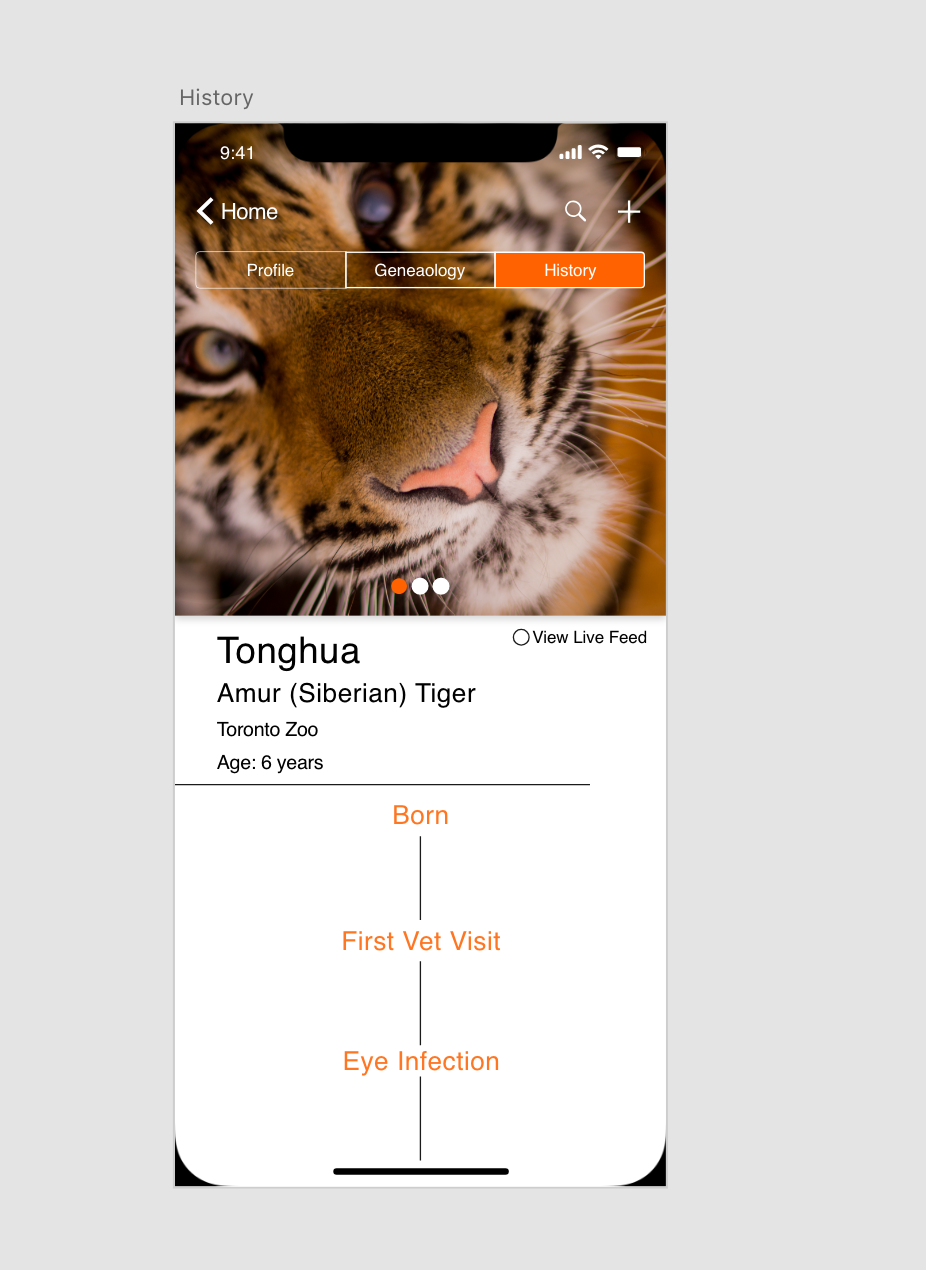 History
9:41
Home
Profile
Geneaology
History
Tonghua
View Live Feed
Amur (Siberian) Tiger
Toronto Zoo
Age: 6 years
Born
First Vet Visit
Eye Infection